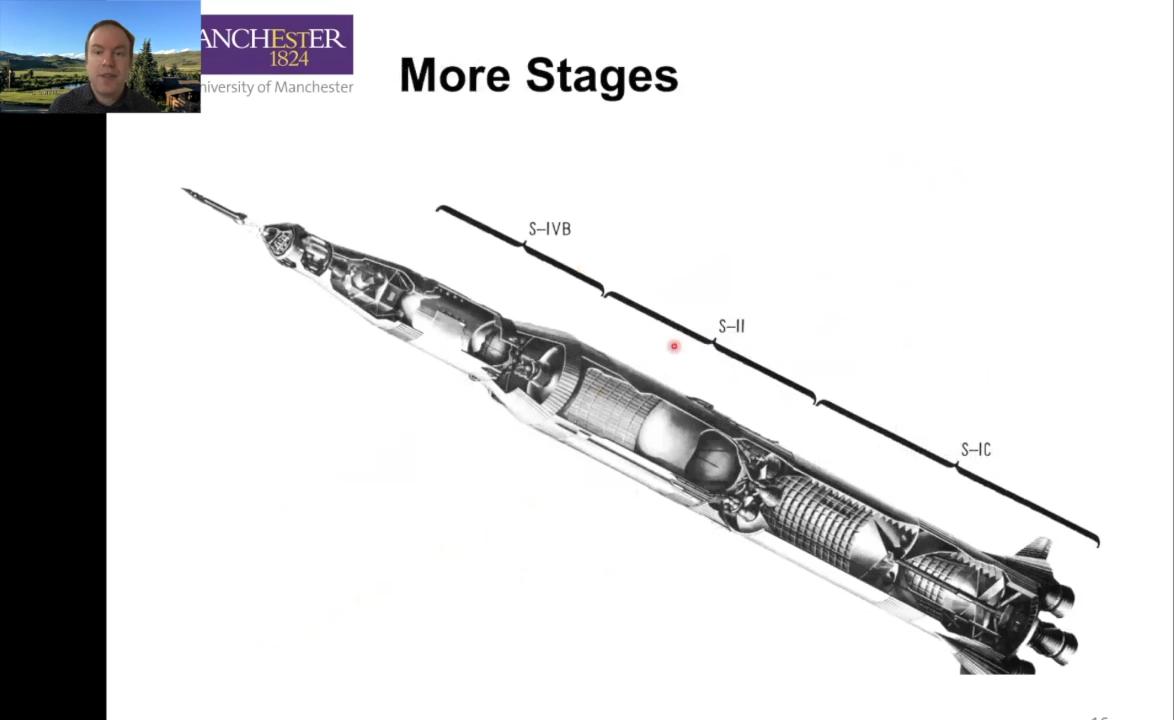 ANCHESTER
1824
niversity of Manchester
More Stages
S-IVB
S-II
S-IC